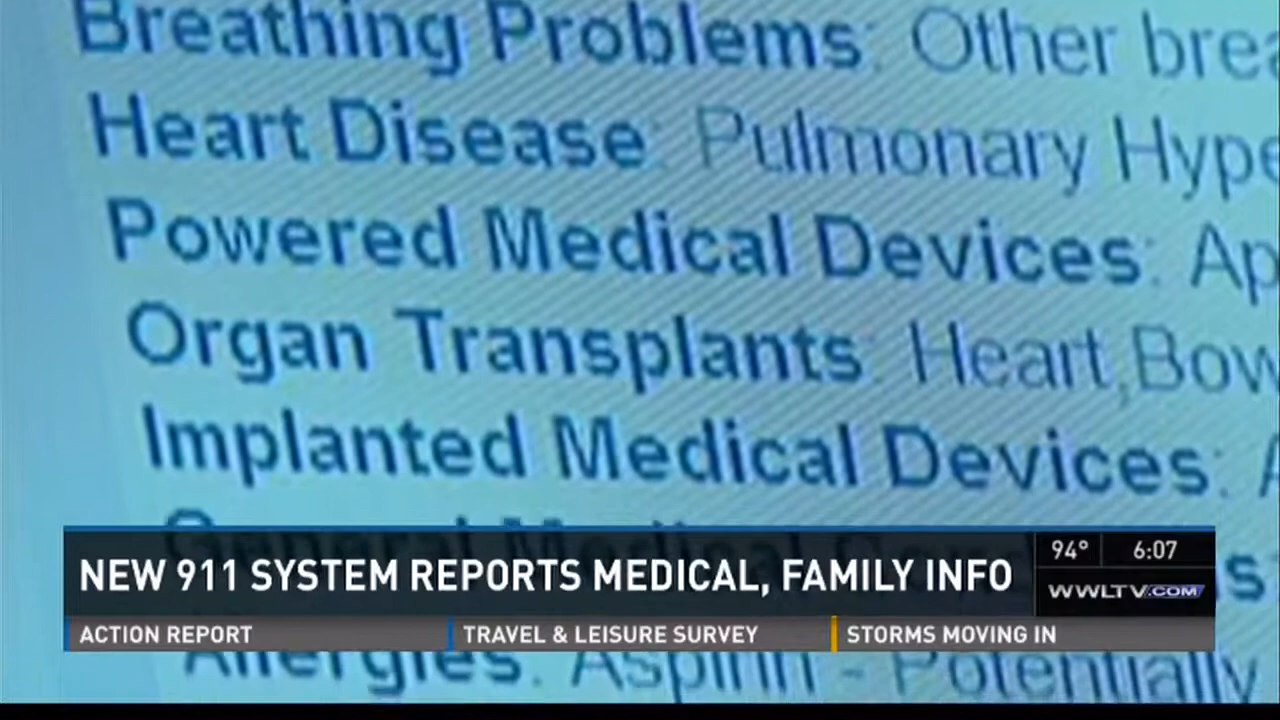 Breathing Problems: Other brea
Heart Disease: Pulmonary Hype
Powered Medical Devices: Ap
Organ Transplants: Heart,Bow
Implanted Medical Devices: A
General Medical
NEW 911 SYSTEM REPORTS MEDICAL, FAMILY INFO
94° 6:07
WWLTV.COM
ACTION REPORT TRAVEL & LEISURE SURVEY STORMS MOVING IN
Allergies: Aspirin - Potentially